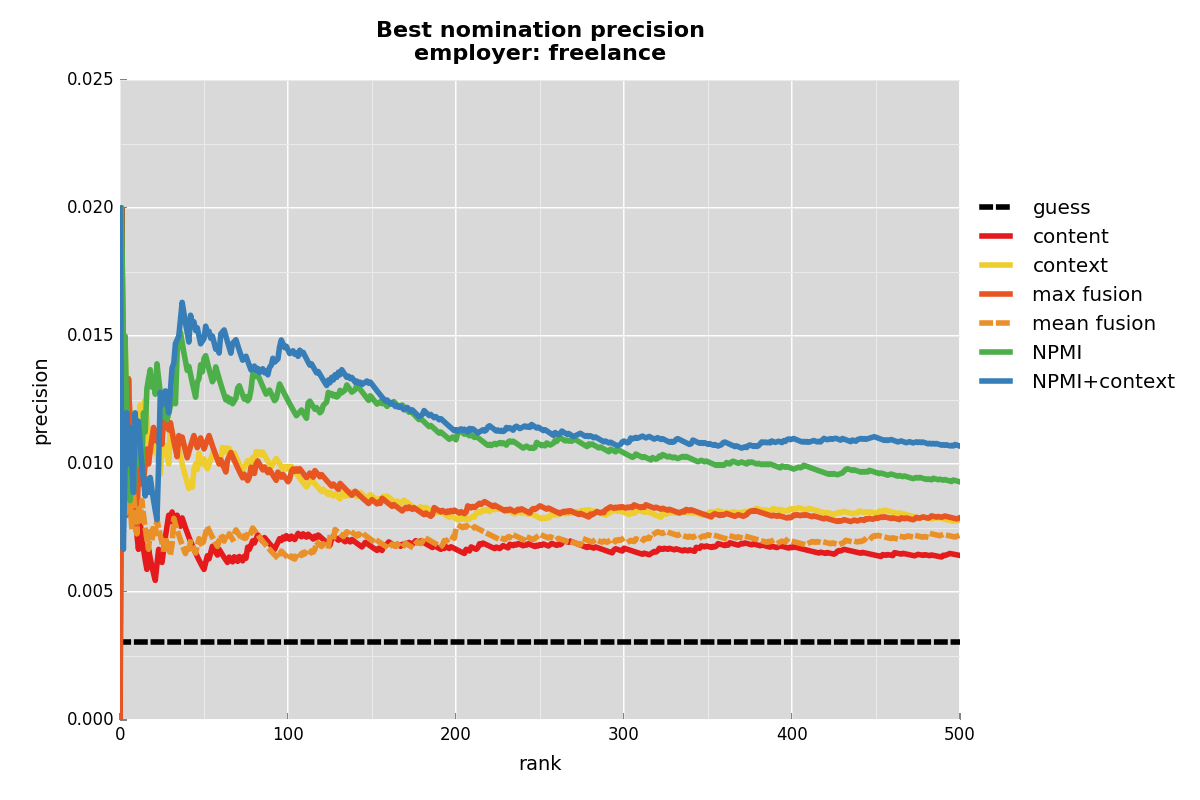 Best nomination precision
employer: freelance
0.025
0.020
0.015
0.010
0.005
0.000
precision
0
100
200
300
400
500
rank
guess
content
context
max fusion
mean fusion
NPMI
NPMI+context